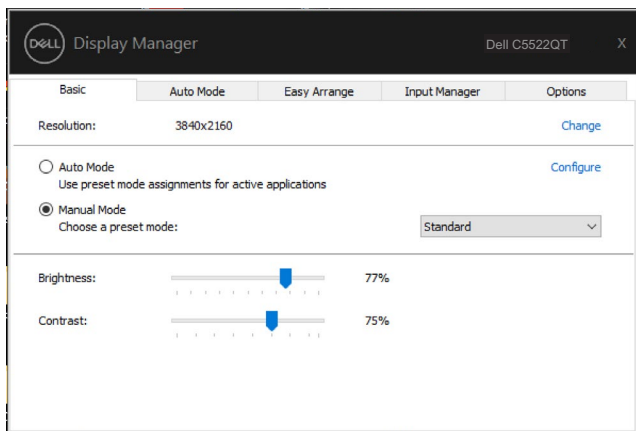 DELL Display Manager Dell C5522QT X
Basic Auto Mode Easy Arrange Input Manager Options
Resolution: 3840x2160 Change
Auto Mode Configure
Use preset mode assignments for active applications
Manual Mode
Choose a preset mode: Standard
Brightness: 77%
Contrast: 75%